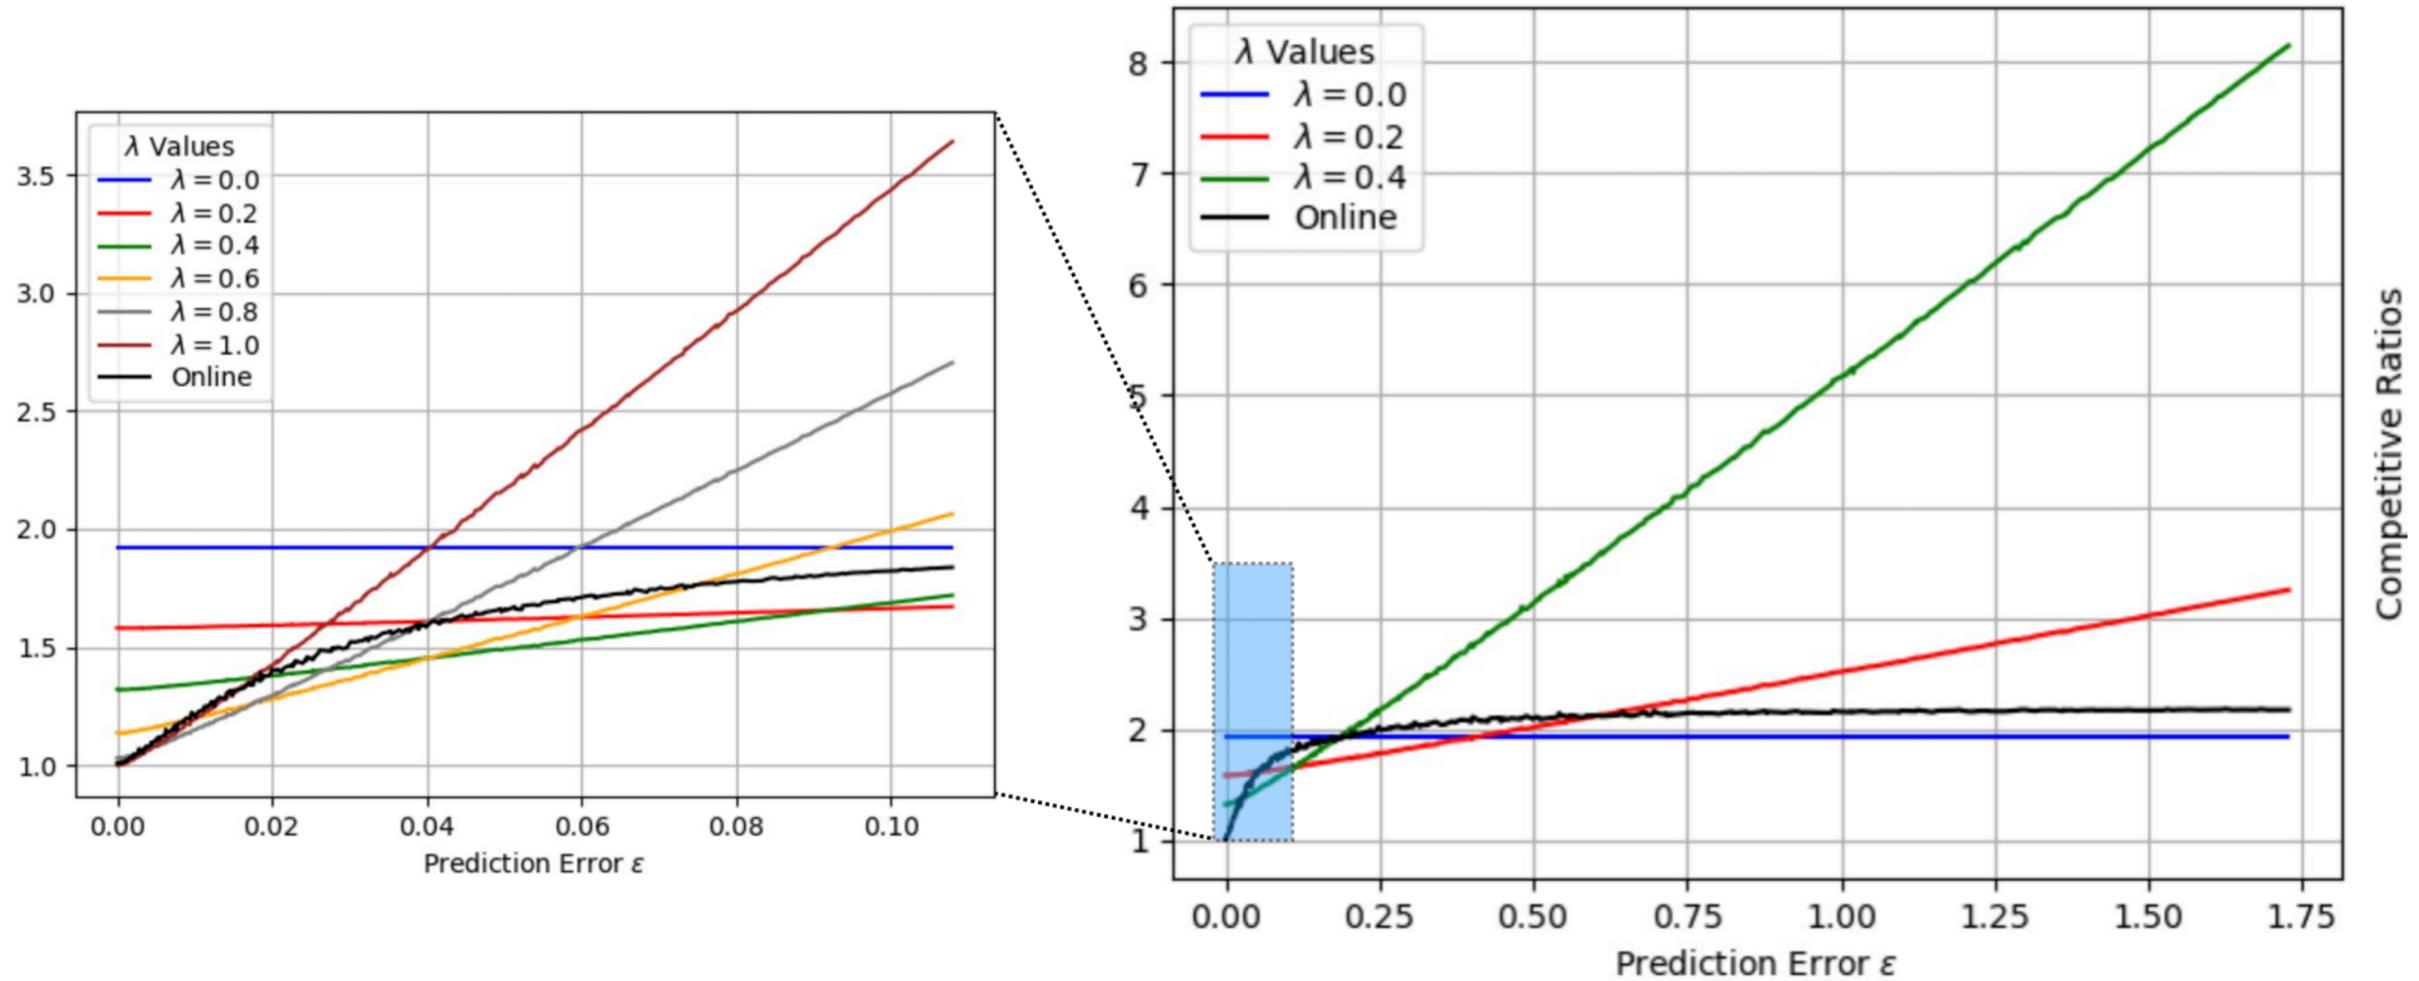 λ Values
λ = 0.0
λ = 0.2
λ = 0.4
λ = 0.6
λ = 0.8
λ = 1.0
Online
3.5
3.0
2.5
2.0
1.5
1.0
0.00 0.02 0.04 0.06 0.08 0.10
Prediction Error ε
λ Values
λ = 0.0
λ = 0.2
λ = 0.4
Online
8
7
6
5
4
3
2
1
0.00 0.25 0.50 0.75 1.00 1.25 1.50 1.75
Prediction Error ε
Competitive Ratios